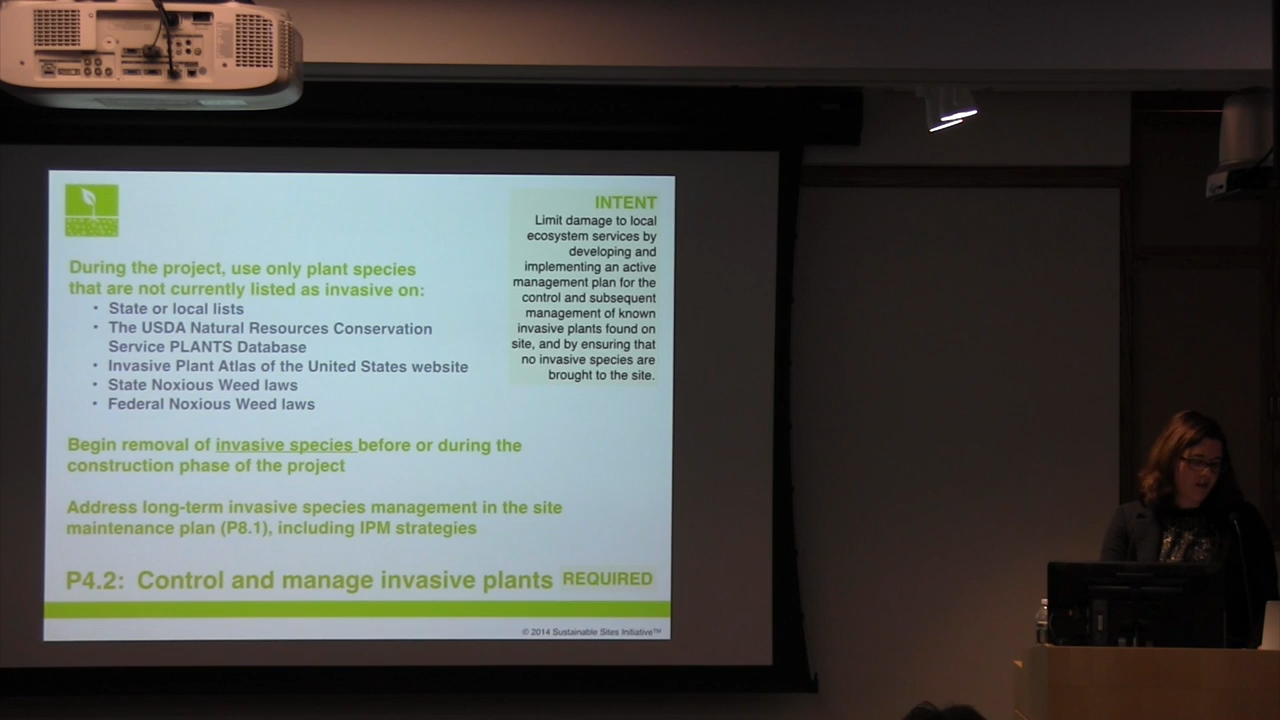 INTENT
Limit damage to local
ecosystem services by
developing and
implementing an active
management plan for the
control and subsequent
management of known
invasive plants found on
site, and by ensuring that
no invasive species are
brought to the site.
During the project, use only plant species
that are not currently listed as invasive on:
• State or local lists
• The USDA Natural Resources Conservation
Service PLANTS Database
• Invasive Plant Atlas of the United States website
• State Noxious Weed laws
• Federal Noxious Weed laws
Begin removal of invasive species before or during the
construction phase of the project
Address long-term invasive species management in the site
maintenance plan (P8.1), including IPM strategies
P4.2: Control and manage invasive plants REQUIRED
© 2014 Sustainable Sites Initiative™